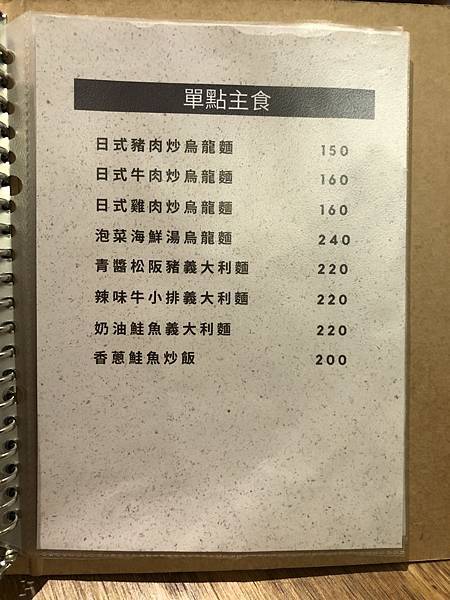 單點主食
日式豬肉炒烏龍麵 150
日式牛肉炒烏龍麵 160
日式雞肉炒烏龍麵 160
泡菜海鮮湯烏龍麵 240
青醬松阪豬義大利麵 220
辣味牛小排義大利麵 220
奶油鮭魚義大利麵 220
香蔥鮭魚炒飯 200